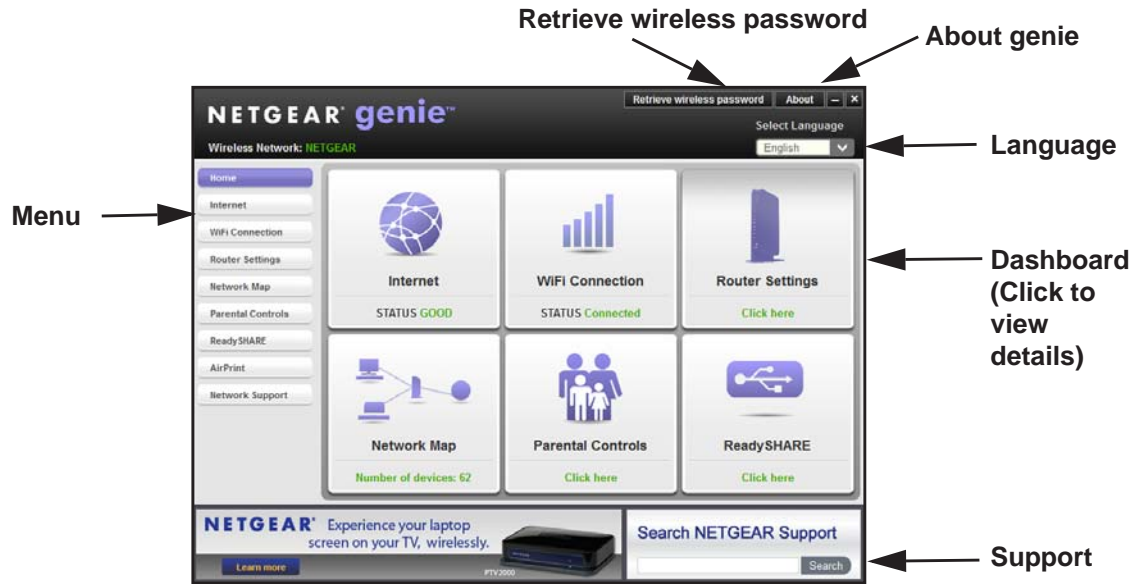 Retrieve wireless password
About genie
NETGEAR® genie™
Retrieve wireless password
About
Select Language
Wireless Network: NETGEAR
English
Language
Menu
Home
Internet
WiFi Connection
Router Settings
Network Map
Parental Controls
ReadySHARE
AirPrint
Network Support
Internet
STATUS GOOD
WiFi Connection
STATUS Connected
Router Settings
Click here
Dashboard
(Click to
view
details)
Network Map
Number of devices: 62
Parental Controls
Click here
ReadySHARE
Click here
NETGEAR® Experience your laptop
screen on your TV, wirelessly.
Learn more
PTV2000
Search NETGEAR Support
Search
Support